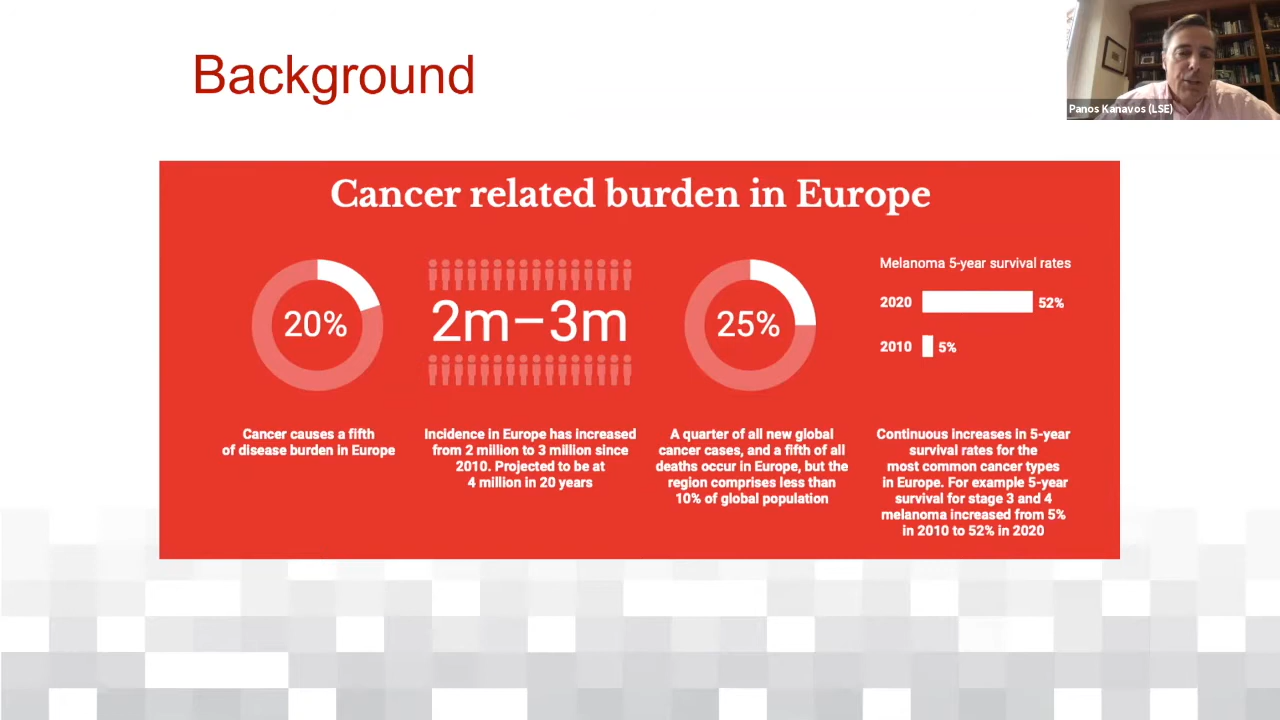 Background
Panos Kanavos (LSE)
Cancer related burden in Europe
20%
Cancer causes a fifth
of disease burden in Europe
2m–3m
Incidence in Europe has increased
from 2 million to 3 million since
2010. Projected to be at
4 million in 20 years
25%
A quarter of all new global
cancer cases, and a fifth of all
deaths occur in Europe, but the
region comprises less than
10% of global population
Melanoma 5-year survival rates
2020 52%
2010 5%
Continuous increases in 5-year
survival rates for the
most common cancer types
in Europe. For example 5-year
survival for stage 3 and 4
melanoma increased from 5%
in 2010 to 52% in 2020